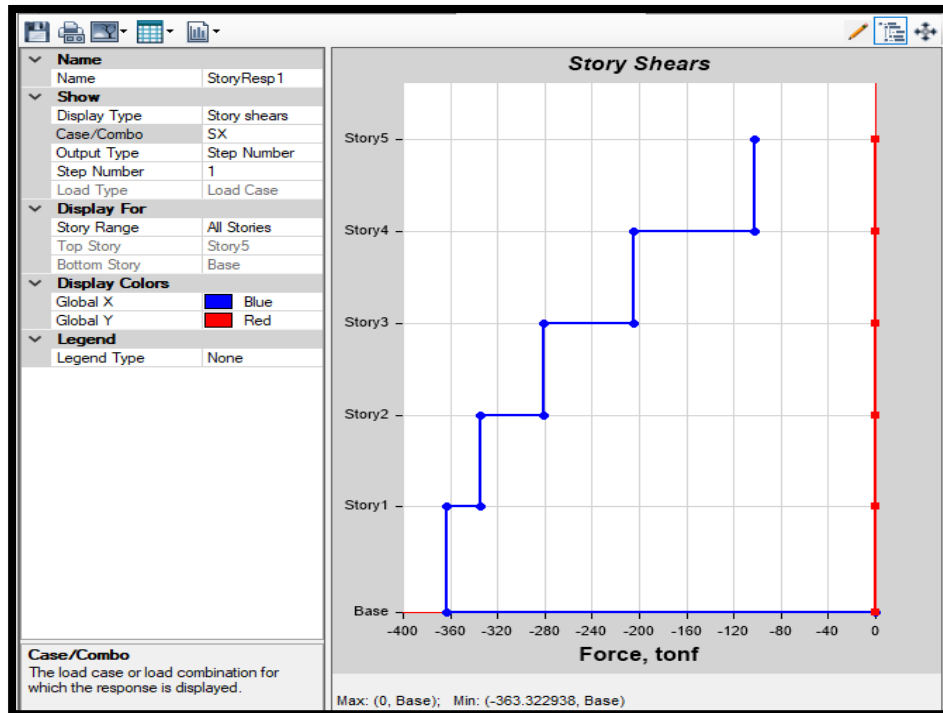 Name
Name StoryResp1
Show
Display Type Story shears
Case/Combo SX
Output Type Step Number
Step Number 1
Load Type Load Case
Display For
Story Range All Stories
Top Story Story5
Bottom Story Base
Display Colors
Global X Blue
Global Y Red
Legend
Legend Type None
Case/Combo
The load case or load combination for
which the response is displayed.
Story Shears
Story5
Story4
Story3
Story2
Story1
Base
-400 -360 -320 -280 -240 -200 -160 -120 -80 -40 0
Force, tonf
Max: (0, Base); Min: (-363.322938, Base)